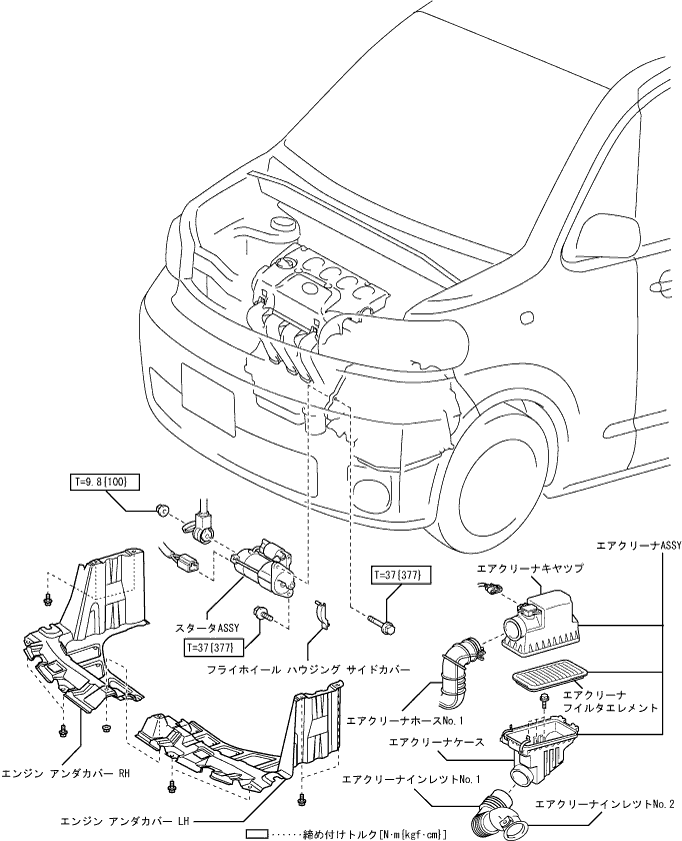 T=9.8{100}
エアクリーナASSY
エアクリーナキヤツプ
T=37{377}
スタータASSY
T=37{377}
フライホイール ハウジング サイドカバー
エアクリーナ
フイルタエレメント
エアクリーナホースNo.1
エアクリーナケース
エンジン アンダカバー RH
エアクリーナインレツトNo.1
エアクリーナインレツトNo.2
エンジン アンダカバー LH
······締め付けトルク[N·m{kgf·cm}]